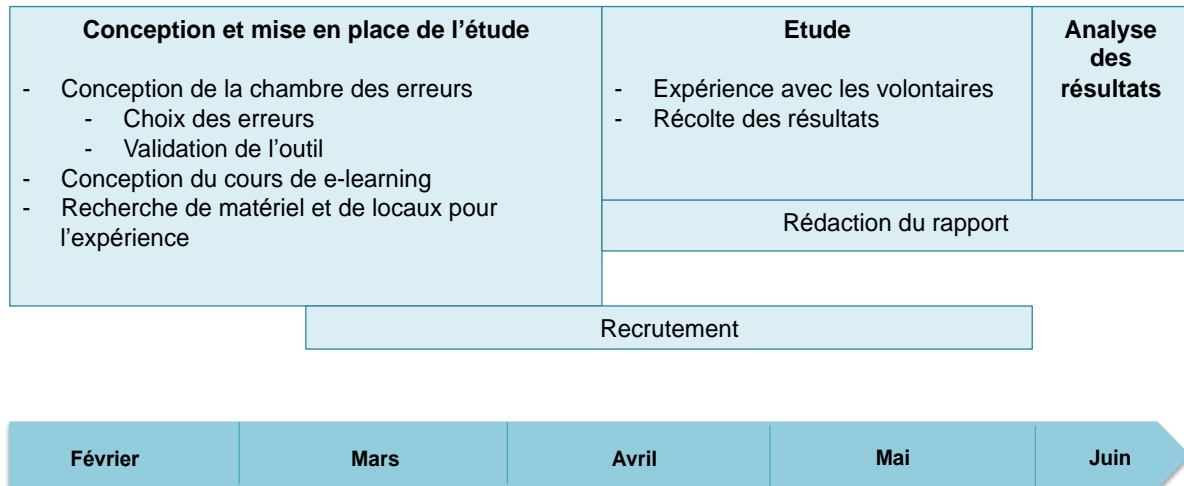 Conception et mise en place de l’étude
- Conception de la chambre des erreurs
- Choix des erreurs
- Validation de l’outil
- Conception du cours de e-learning
- Recherche de matériel et de locaux pour
l’expérience
Etude
- Expérience avec les volontaires
- Récolte des résultats
Analyse
des
résultats
Rédaction du rapport
Recrutement
Février
Mars
Avril
Mai
Juin